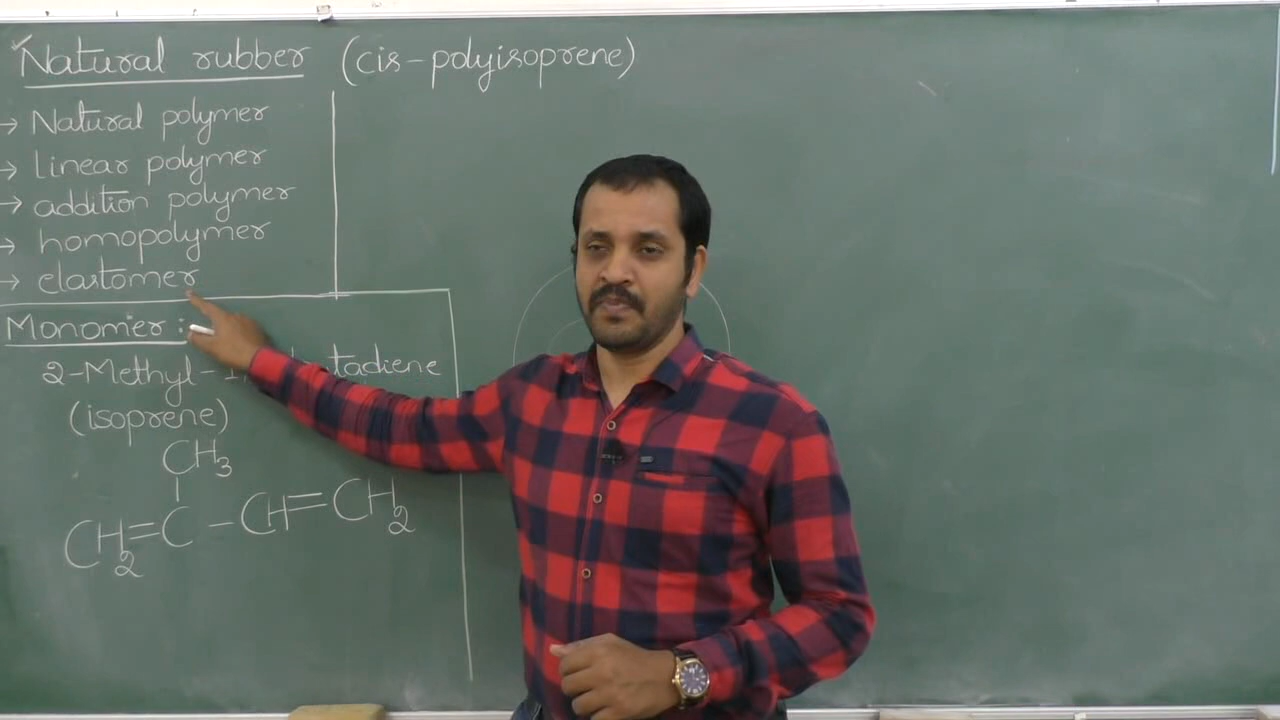 Natural rubber (cis-polyisoprene)
→ Natural polymer
→ Linear polymer
→ addition polymer
→ homopolymer
→ elastomer
Monomer :-
2-Methyl-1, tadiene
(isoprene)
CH3
CH2=C-CH=CH2